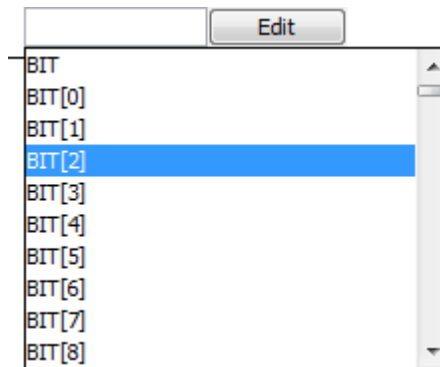 Edit
BIT
BIT[0]
BIT[1]
BIT[2]
BIT[3]
BIT[4]
BIT[5]
BIT[6]
BIT[7]
BIT[8]